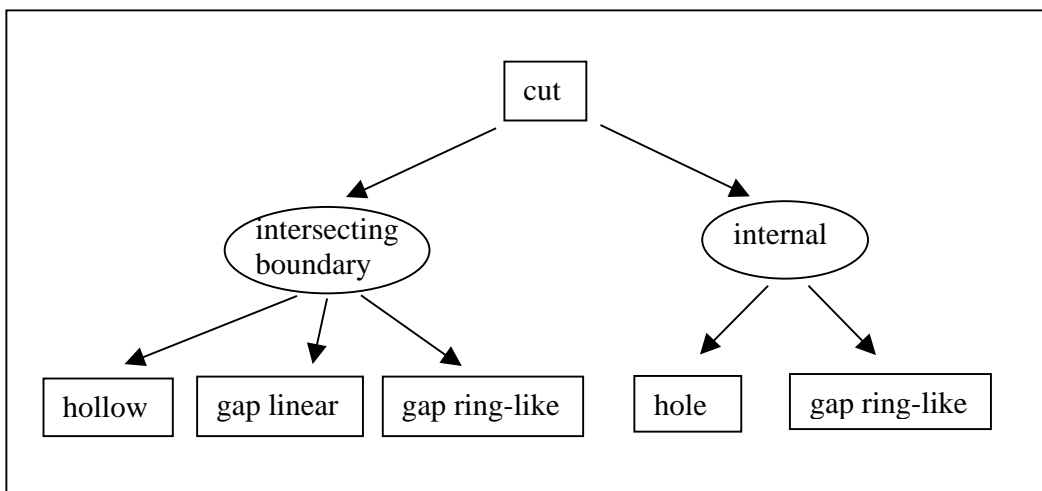 cut
intersecting
boundary
internal
hollow
gap linear
gap ring-like
hole
gap ring-like